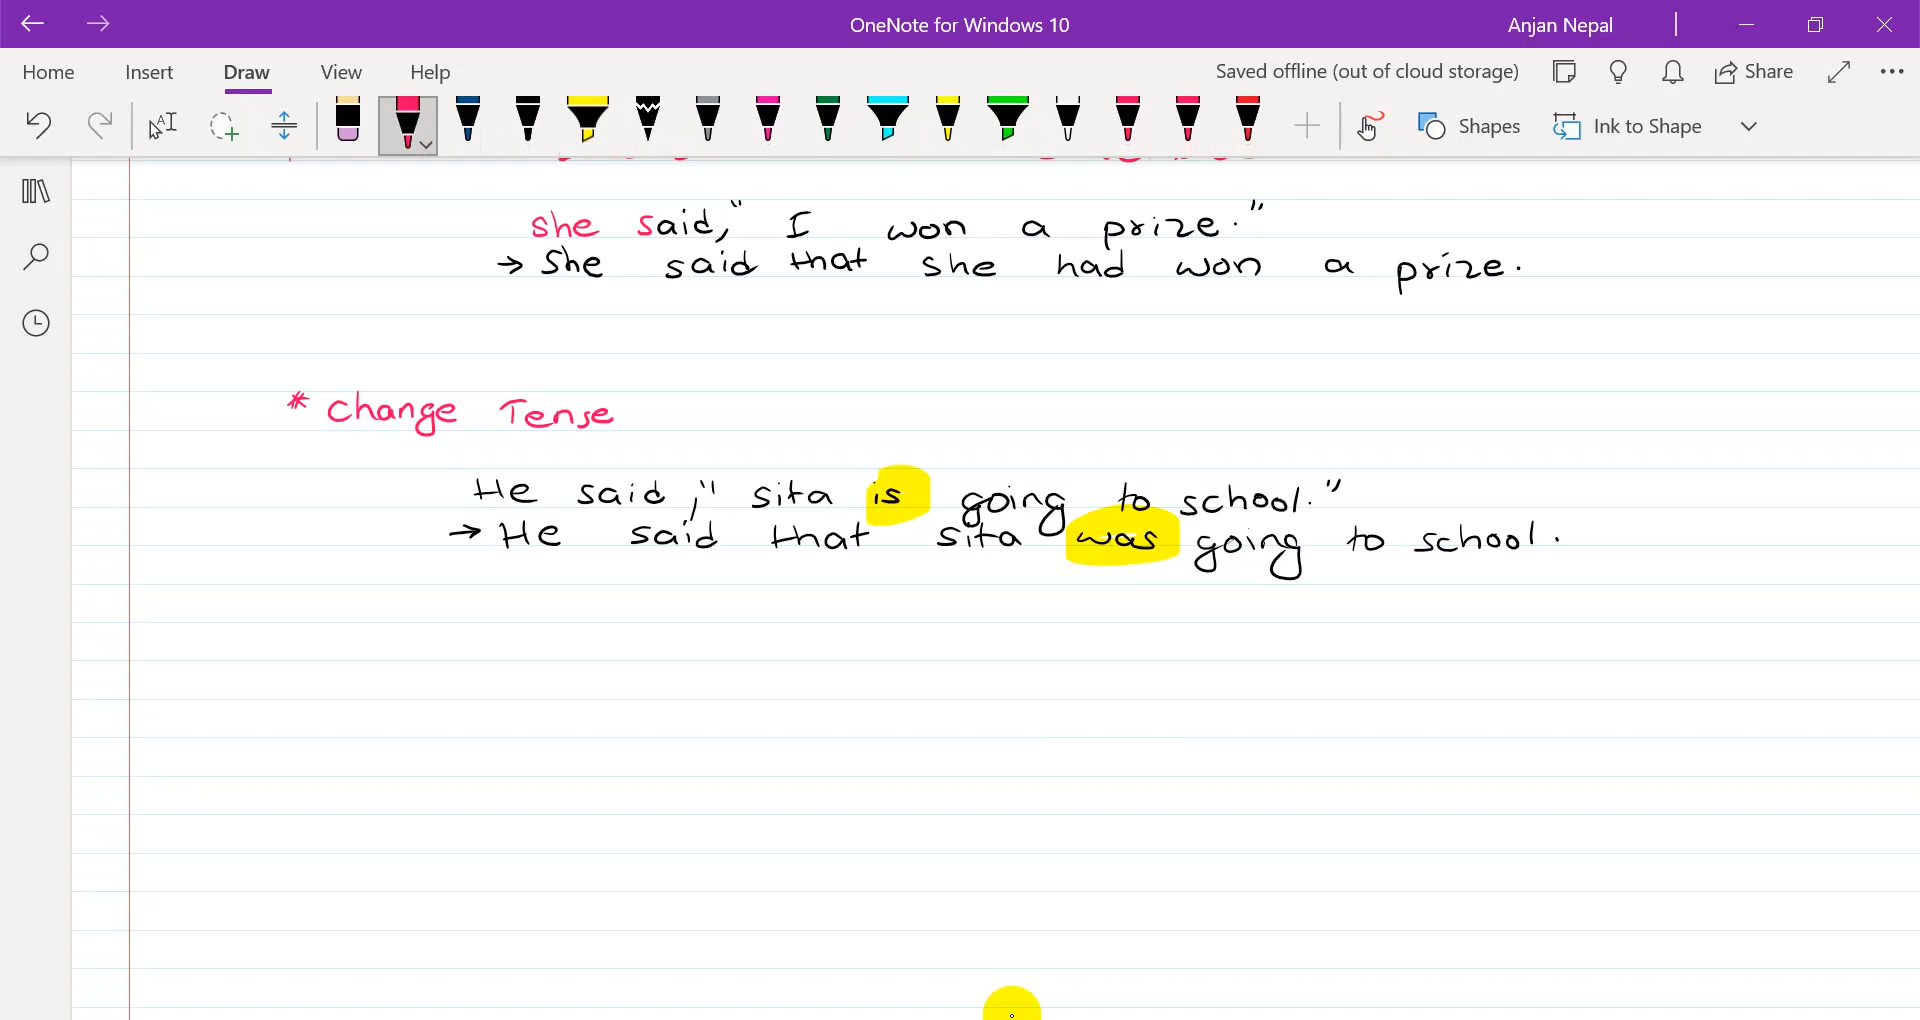 OneNote for Windows 10
Anjan Nepal
Home Insert Draw View Help
Saved offline (out of cloud storage)
Share
Shapes
Ink to Shape
She said," I won a prize."
→ She said that she had won a prize.
* Change Tense
He said," sita is going to school."
→ He said that sita was going to school.